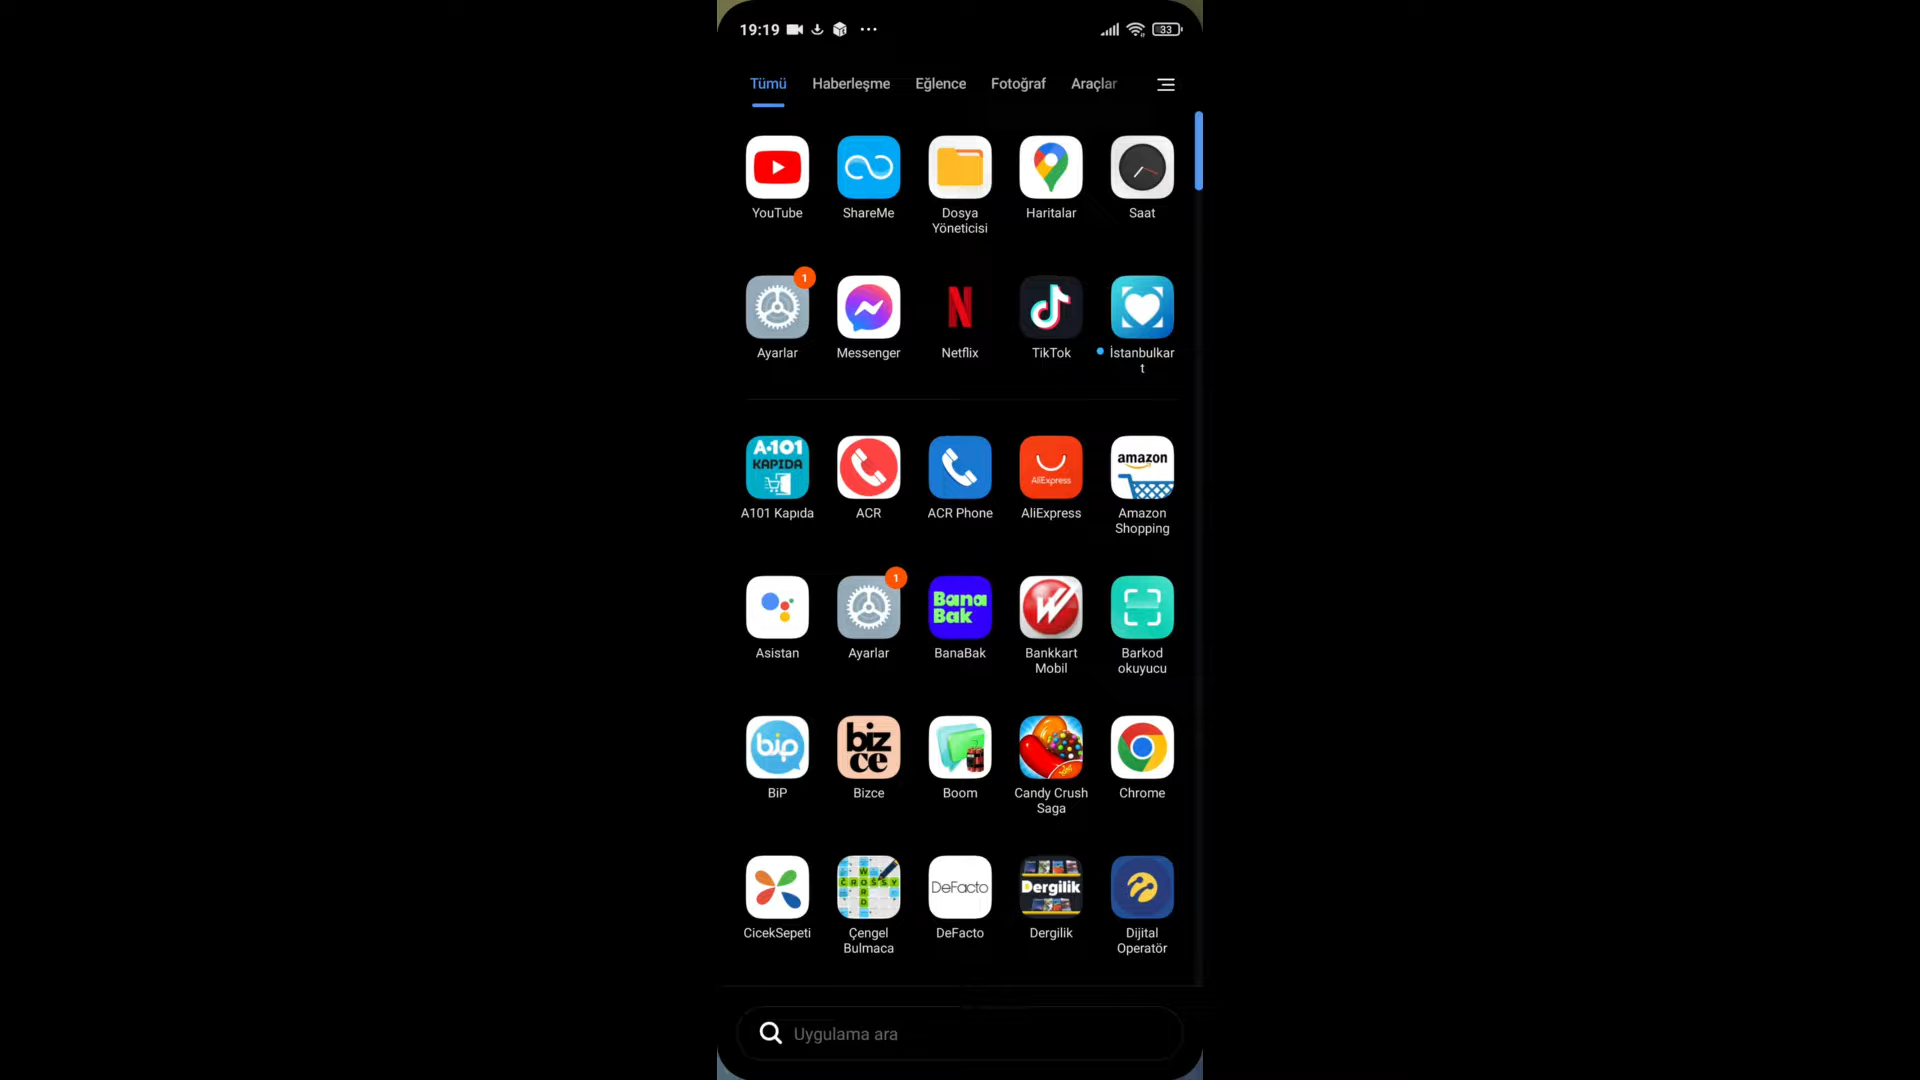 19:19
33
Tümü Haberleşme Eğlence Fotoğraf Araçlar
YouTube
ShareMe
Dosya
Yöneticisi
Haritalar
Saat
1
Ayarlar
Messenger
Netflix
TikTok
İstanbulkar
t
A·101
KAPIDA
AliExpress
amazon
A101 Kapıda
ACR
ACR Phone
AliExpress
Amazon
Shopping
1
Bana
Bak
Asistan
Ayarlar
BanaBak
Bankkart
Mobil
Barkod
okuyucu
bip
biz
ce
BiP
Bizce
Boom
Candy Crush
Saga
Chrome
CROSSY
WORD
DeFacto
Dergilik
CicekSepeti
Çengel
Bulmaca
DeFacto
Dergilik
Dijital
Operatör
Uygulama ara